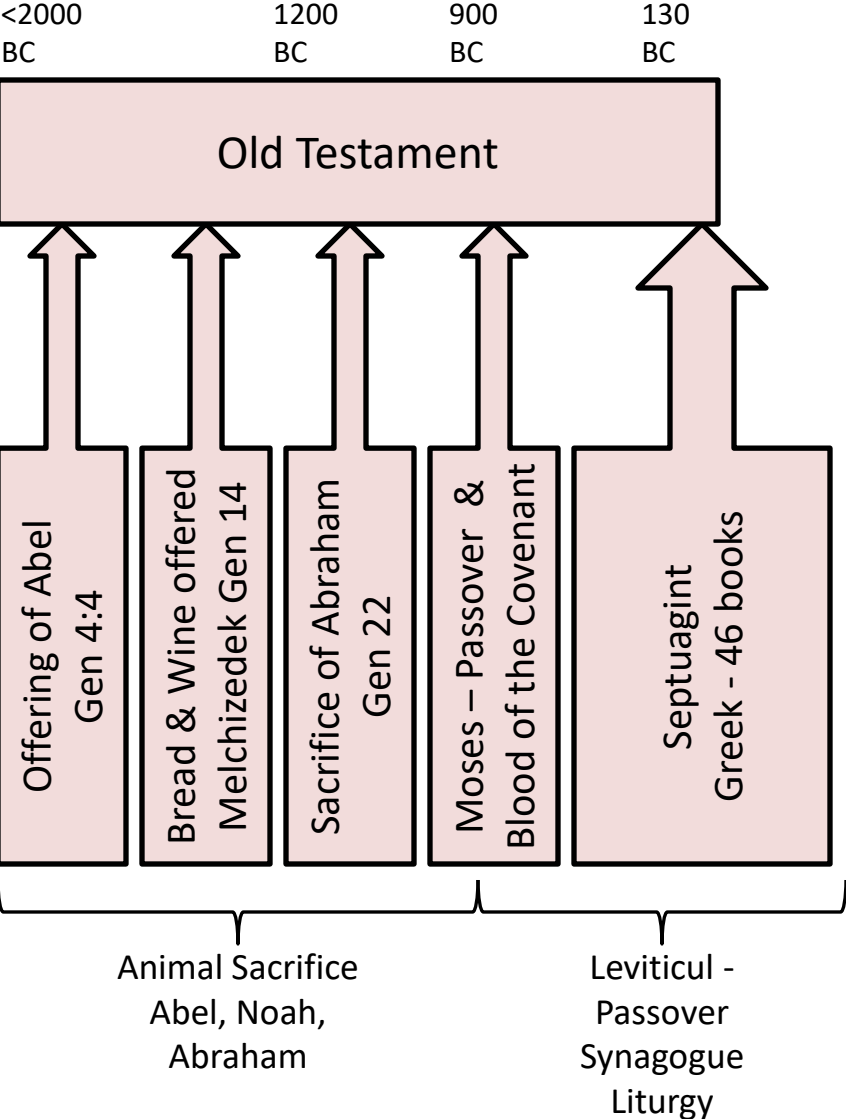 <2000
BC
1200
BC
900
BC
130
BC
Old Testament
Offering of Abel
Gen 4:4
Bread & Wine offered
Melchizedek Gen 14
Sacrifice of Abraham
Gen 22
Moses – Passover &
Blood of the Covenant
Septuagint
Greek - 46 books
Animal Sacrifice
Abel, Noah,
Abraham
Leviticul -
Passover
Synagogue
Liturgy